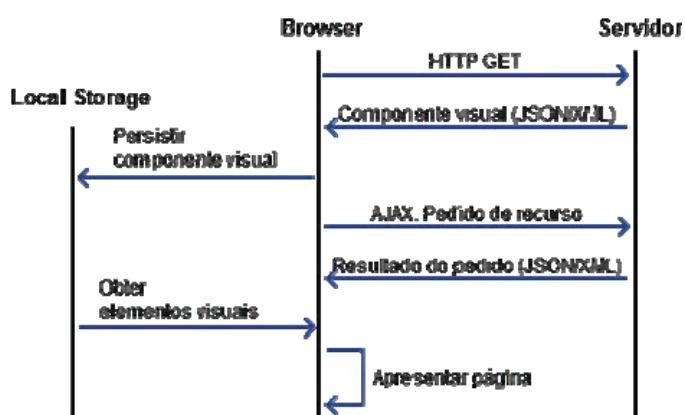 Browser
Servidor
HTTP GET
Local Storage
Componente visual (JSON/XML)
Persistir
componente visual
AJAX. Pedido de recurso
Resultado do pedido (JSON/XML)
Obter
elementos visuais
Apresentar página